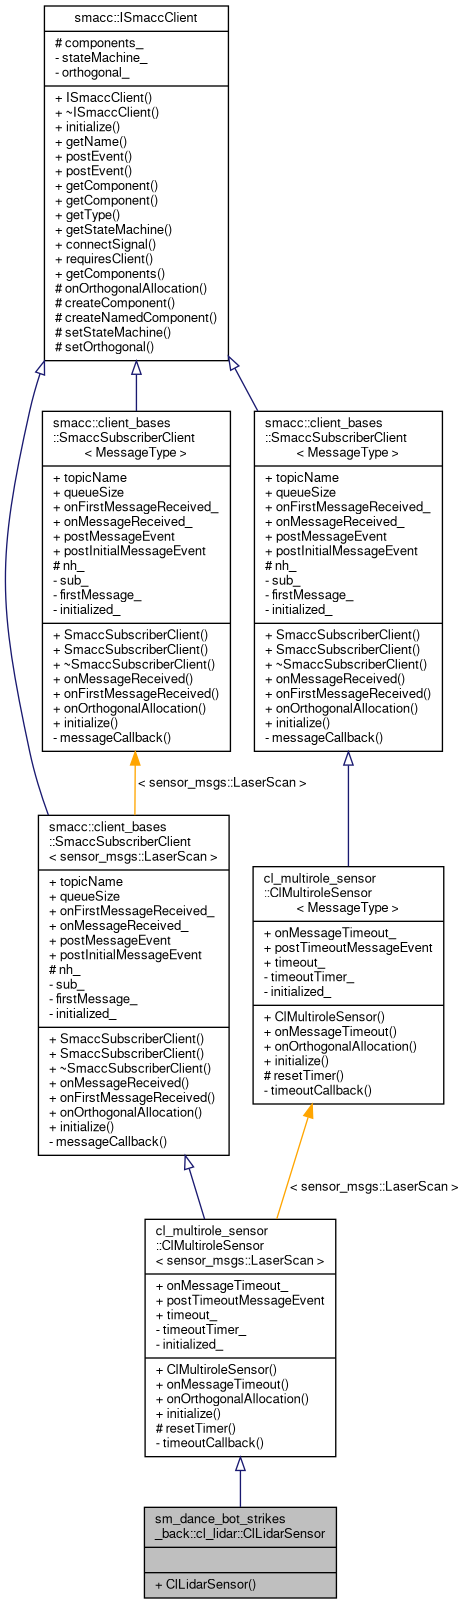 smacc::ISmaccClient
# components_
- stateMachine_
- orthogonal_
+ ISmaccClient()
+ ~ISmaccClient()
+ initialize()
+ getName()
+ postEvent()
+ postEvent()
+ getComponent()
+ getComponent()
+ getType()
+ getStateMachine()
+ connectSignal()
+ requiresClient()
+ getComponents()
# onOrthogonalAllocation()
# createComponent()
# createNamedComponent()
# setStateMachine()
# setOrthogonal()
smacc::client_bases
::SmaccSubscriberClient
< MessageType >
+ topicName
+ queueSize
+ onFirstMessageReceived_
+ onMessageReceived_
+ postMessageEvent
+ postInitialMessageEvent
# nh_
- sub_
- firstMessage_
- initialized_
+ SmaccSubscriberClient()
+ SmaccSubscriberClient()
+ ~SmaccSubscriberClient()
+ onMessageReceived()
+ onFirstMessageReceived()
+ onOrthogonalAllocation()
+ initialize()
- messageCallback()
smacc::client_bases
::SmaccSubscriberClient
< MessageType >
+ topicName
+ queueSize
+ onFirstMessageReceived_
+ onMessageReceived_
+ postMessageEvent
+ postInitialMessageEvent
# nh_
- sub_
- firstMessage_
- initialized_
+ SmaccSubscriberClient()
+ SmaccSubscriberClient()
+ ~SmaccSubscriberClient()
+ onMessageReceived()
+ onFirstMessageReceived()
+ onOrthogonalAllocation()
+ initialize()
- messageCallback()
< sensor_msgs::LaserScan >
smacc::client_bases
::SmaccSubscriberClient
< sensor_msgs::LaserScan >
+ topicName
+ queueSize
+ onFirstMessageReceived_
+ onMessageReceived_
+ postMessageEvent
+ postInitialMessageEvent
# nh_
- sub_
- firstMessage_
- initialized_
+ SmaccSubscriberClient()
+ SmaccSubscriberClient()
+ ~SmaccSubscriberClient()
+ onMessageReceived()
+ onFirstMessageReceived()
+ onOrthogonalAllocation()
+ initialize()
- messageCallback()
cl_multirole_sensor
::ClMultiroleSensor
< MessageType >
+ onMessageTimeout_
+ postTimeoutMessageEvent
+ timeout_
- timeoutTimer_
- initialized_
+ ClMultiroleSensor()
+ onMessageTimeout()
+ onOrthogonalAllocation()
+ initialize()
# resetTimer()
- timeoutCallback()
< sensor_msgs::LaserScan >
cl_multirole_sensor
::ClMultiroleSensor
< sensor_msgs::LaserScan >
+ onMessageTimeout_
+ postTimeoutMessageEvent
+ timeout_
- timeoutTimer_
- initialized_
+ ClMultiroleSensor()
+ onMessageTimeout()
+ onOrthogonalAllocation()
+ initialize()
# resetTimer()
- timeoutCallback()
sm_dance_bot_strikes
_back::cl_lidar::ClLidarSensor
+ ClLidarSensor()